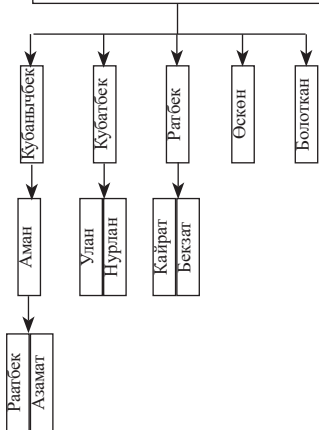 Кубанычбек
Кубатбек
Ратбек
Өскөн
Болоткан
Аман
Улан
Нурлан
Кайрат
Бекзат
Раатбек
Азамат